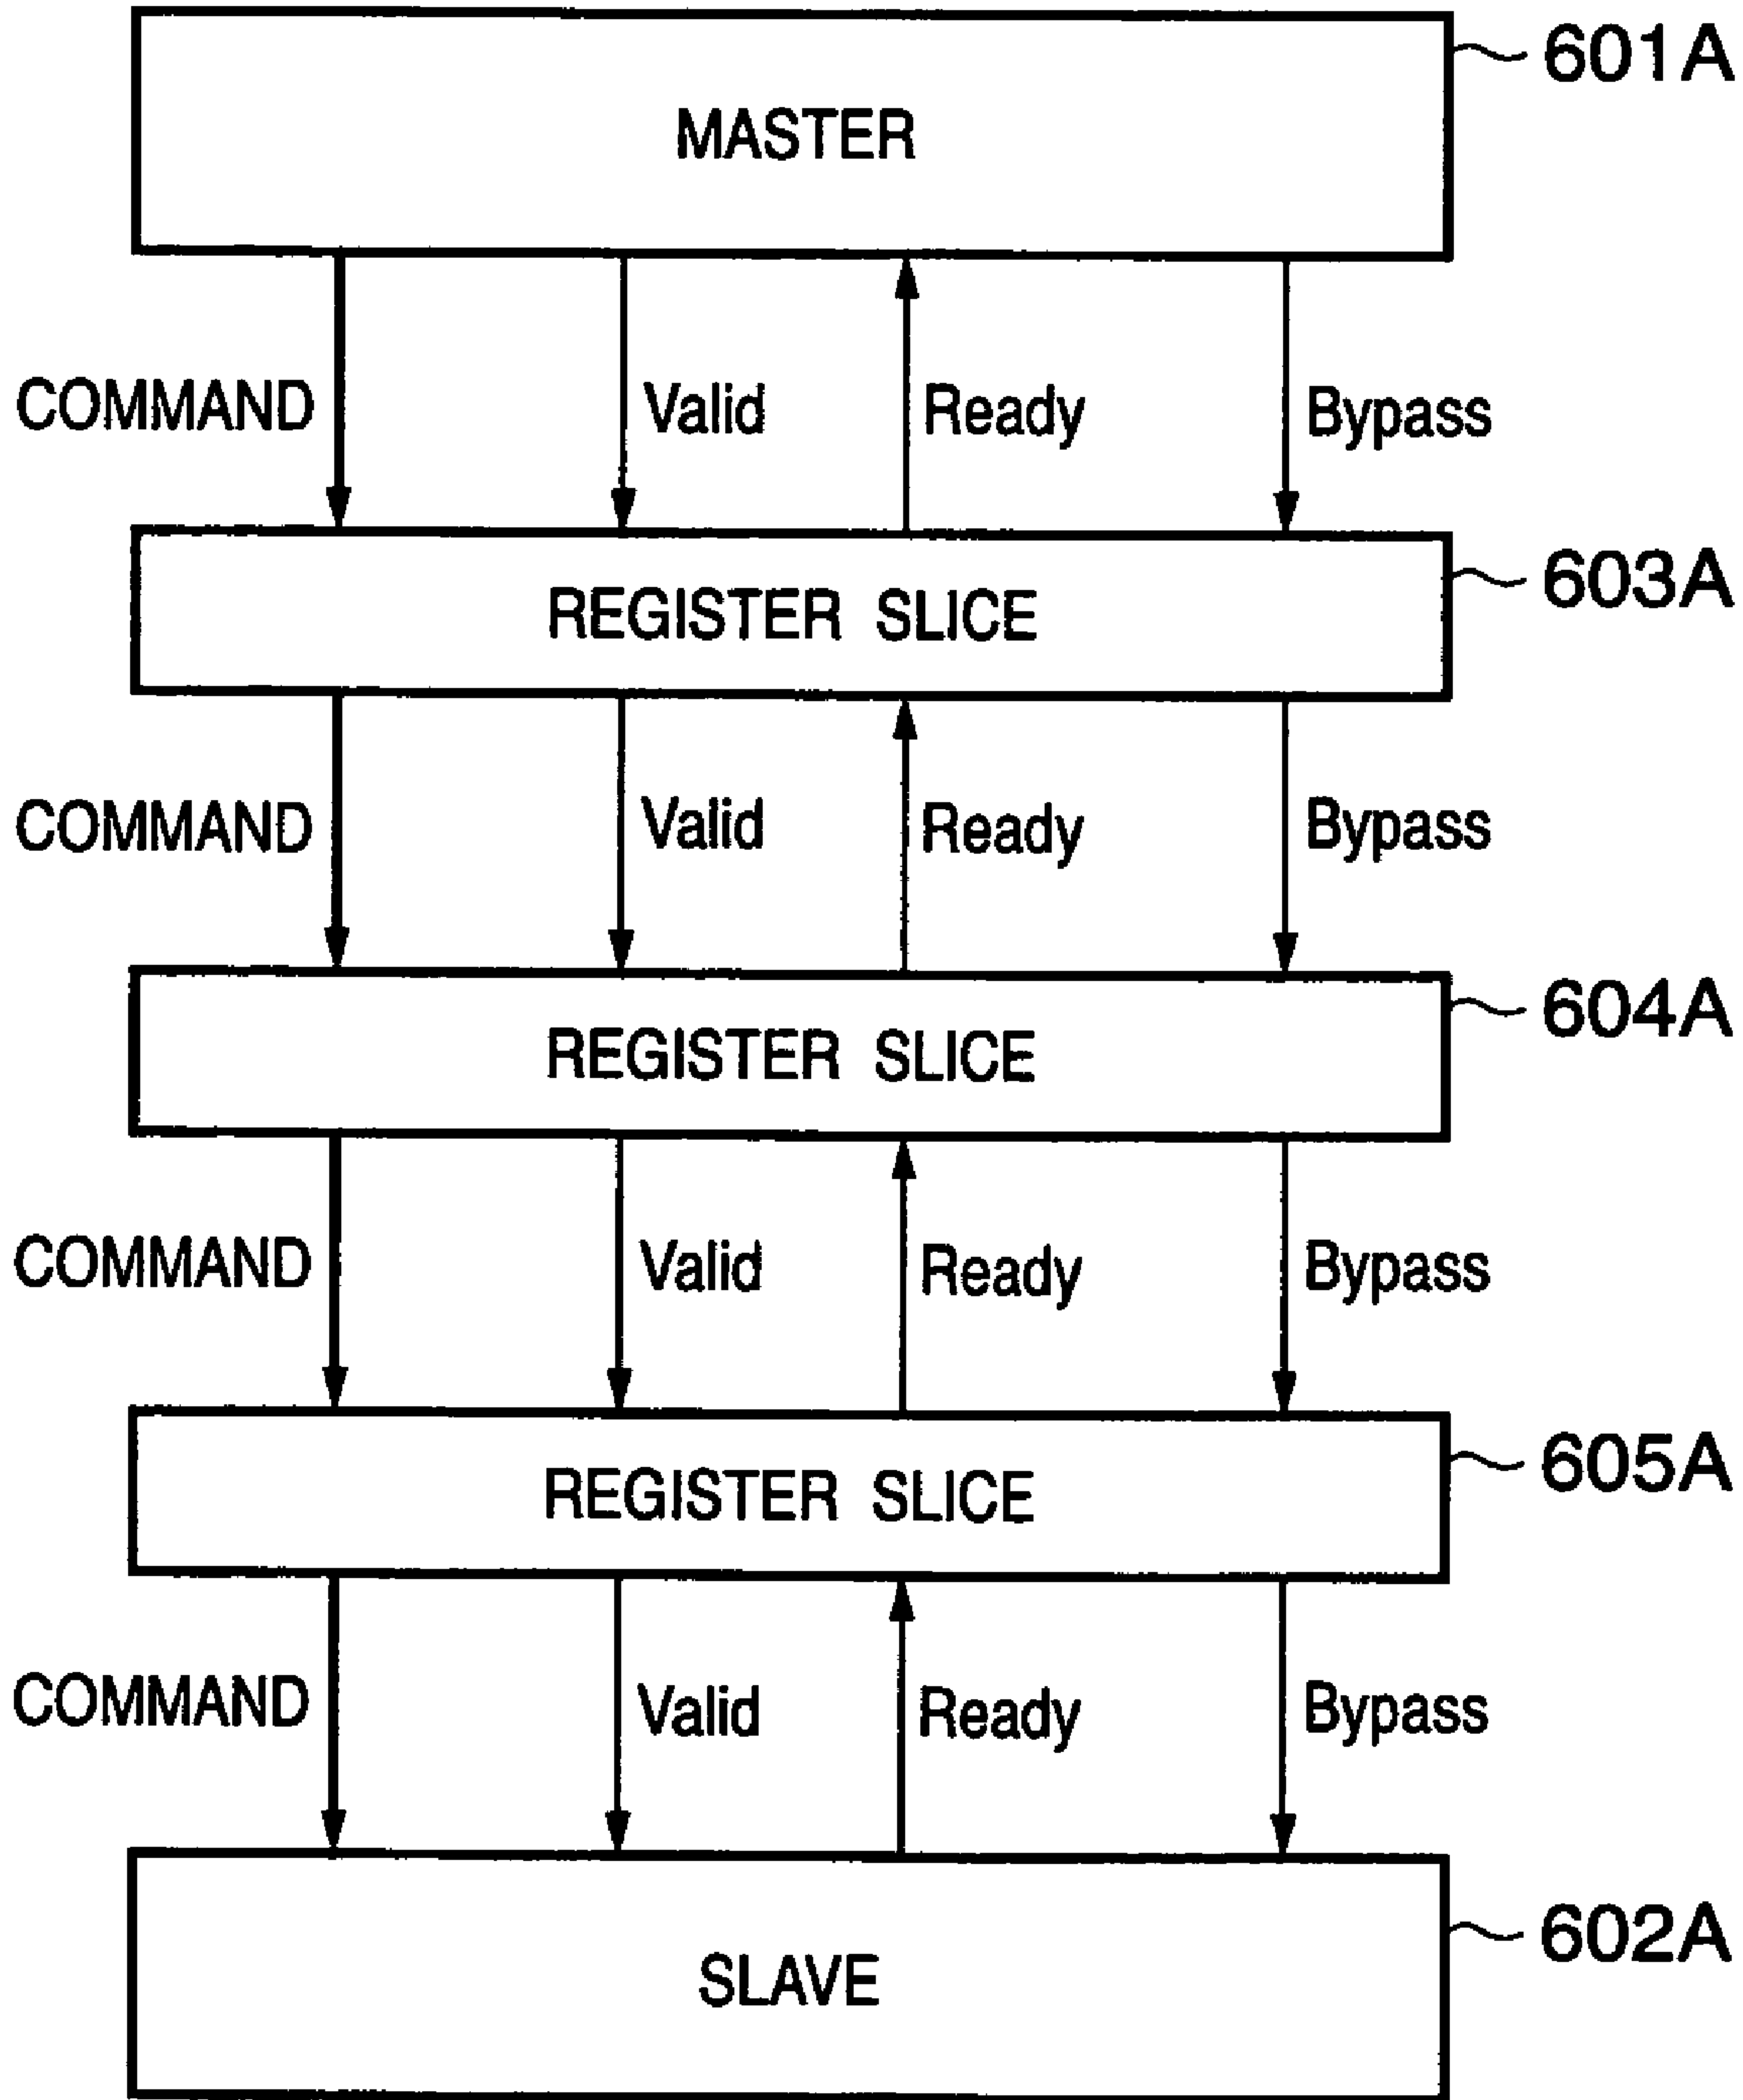 601A
MASTER
COMMAND Valid Ready Bypass
603A
REGISTER SLICE
COMMAND Valid Ready Bypass
604A
REGISTER SLICE
COMMAND Valid Ready Bypass
605A
REGISTER SLICE
COMMAND Valid Ready Bypass
602A
SLAVE